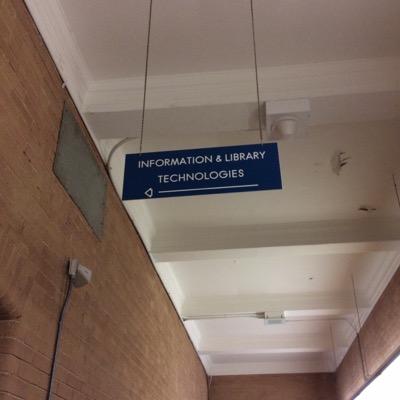 INFORMATION & LIBRARY
TECHNOLOGIES